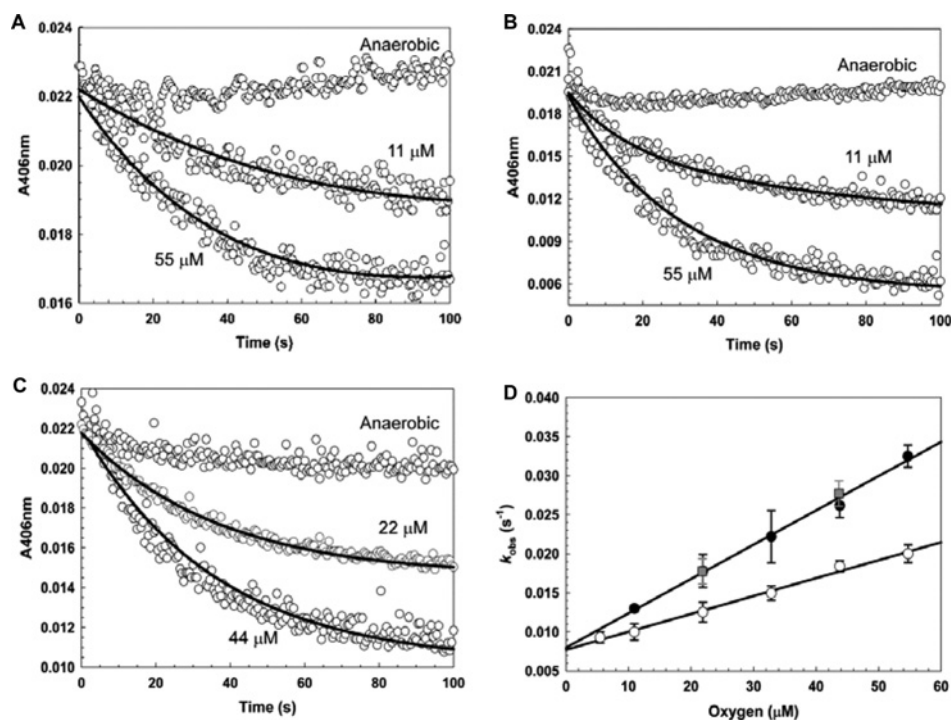 A
0.024
0.022
0.020
0.018
0.016
A406nm
0
20
40
60
80
100
Time (s)
Anaerobic
11 μM
55 μM
B
0.024
0.021
0.018
0.015
0.012
0.009
0.006
A406nm
0
20
40
60
80
100
Time (s)
Anaerobic
11 μM
55 μM
C
0.024
0.022
0.020
0.018
0.016
0.014
0.012
0.010
A406nm
0
20
40
60
80
100
Time (s)
Anaerobic
22 μM
44 μM
D
0.040
0.035
0.030
0.025
0.020
0.015
0.010
0.005
kobs (s⁻¹)
0
10
20
30
40
50
60
Oxygen (μM)